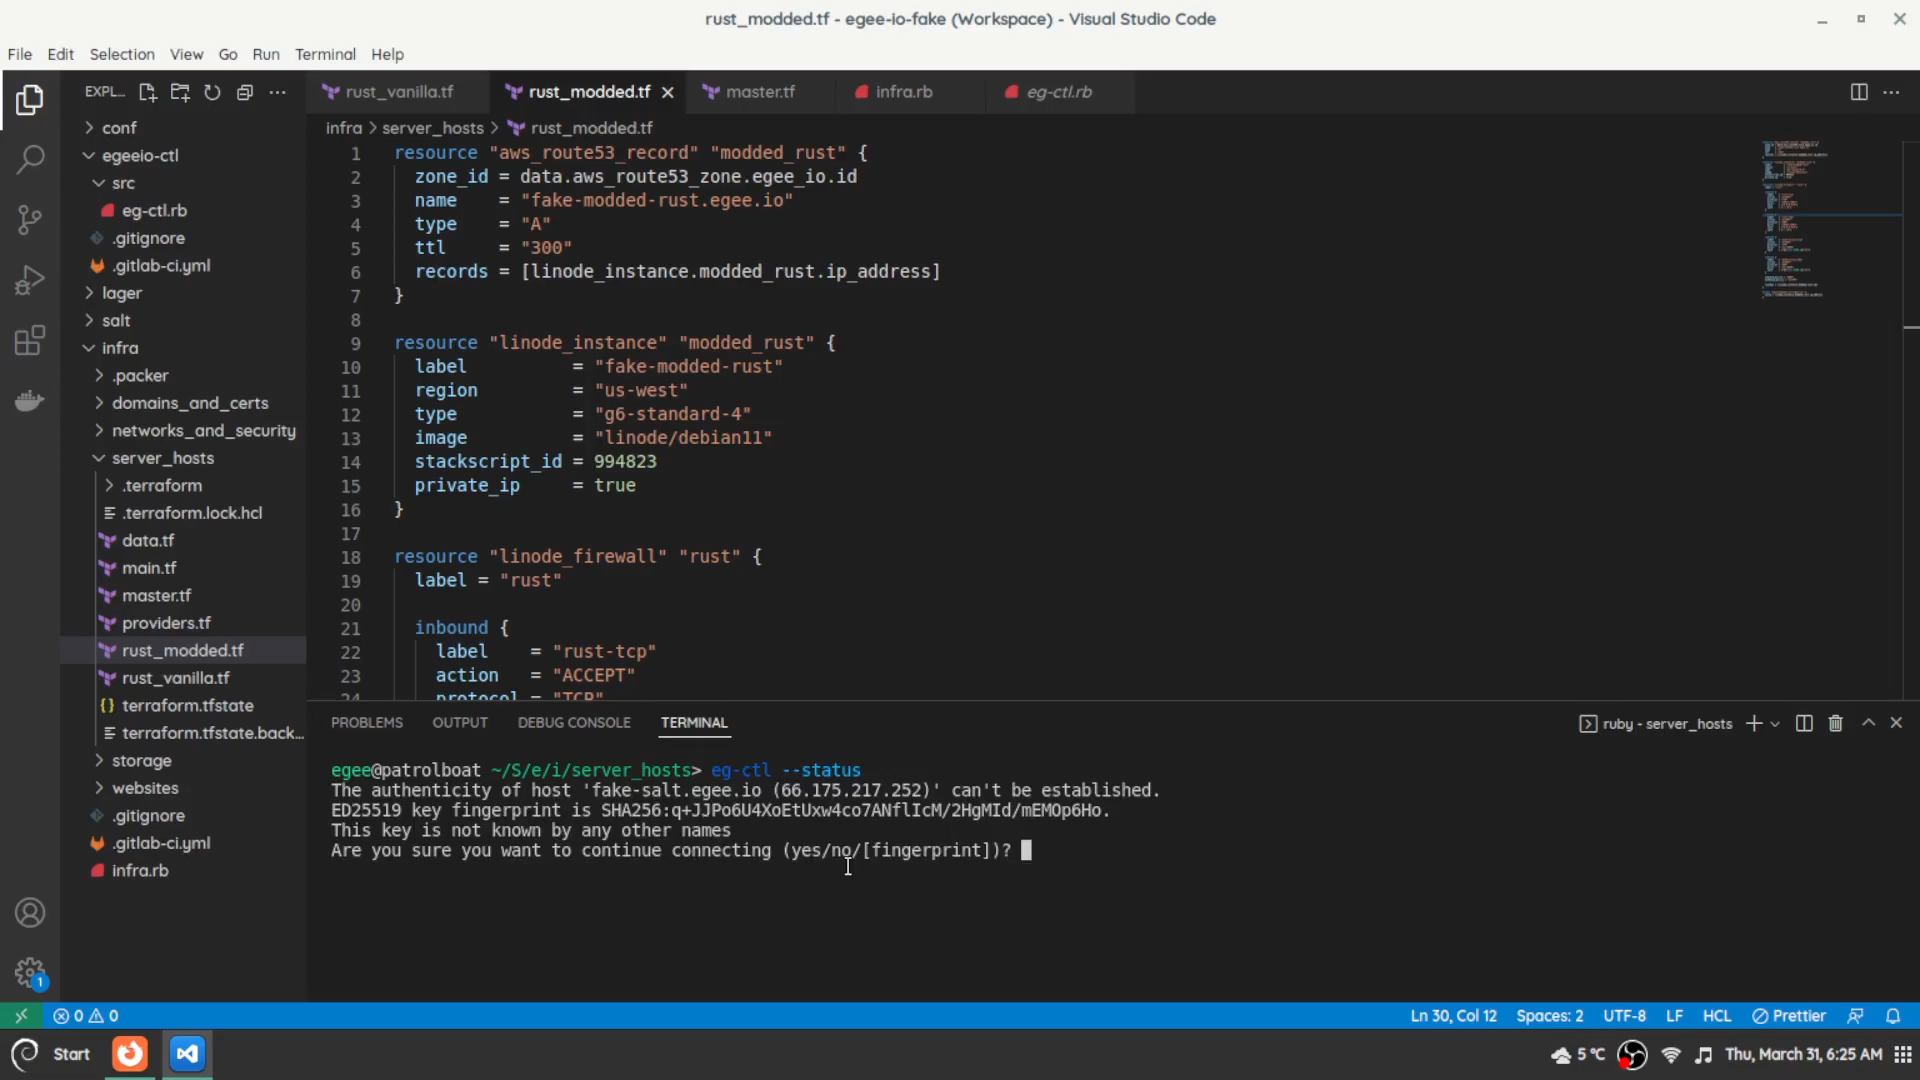 rust_modded.tf - egee-io-fake (Workspace) - Visual Studio Code
File Edit Selection View Go Run Terminal Help
EXPL...
rust_vanilla.tf
rust_modded.tf
master.tf
infra.rb
eg-ctl.rb
infra > server_hosts > rust_modded.tf
conf
egeeio-ctl
src
eg-ctl.rb
.gitignore
.gitlab-ci.yml
lager
salt
infra
.packer
domains_and_certs
networks_and_security
server_hosts
.terraform
.terraform.lock.hcl
data.tf
main.tf
master.tf
providers.tf
rust_modded.tf
rust_vanilla.tf
terraform.tfstate
terraform.tfstate.back...
storage
websites
.gitignore
.gitlab-ci.yml
infra.rb
1 resource "aws_route53_record" "modded_rust" {
2 zone_id = data.aws_route53_zone.egee_io.id
3 name = "fake-modded-rust.egee.io"
4 type = "A"
5 ttl = "300"
6 records = [linode_instance.modded_rust.ip_address]
7 }
8
9 resource "linode_instance" "modded_rust" {
10 label = "fake-modded-rust"
11 region = "us-west"
12 type = "g6-standard-4"
13 image = "linode/debian11"
14 stackscript_id = 994823
15 private_ip = true
16 }
17
18 resource "linode_firewall" "rust" {
19 label = "rust"
20
21 inbound {
22 label = "rust-tcp"
23 action = "ACCEPT"
24 protocol = "TCP"
PROBLEMS OUTPUT DEBUG CONSOLE TERMINAL
ruby - server_hosts
egee@patrolboat ~/S/e/i/server_hosts> eg-ctl --status
The authenticity of host 'fake-salt.egee.io (66.175.217.252)' can't be established.
ED25519 key fingerprint is SHA256:q+JJPo6U4XoEtUxw4co7ANflIcM/2HgMId/mEMOp6Ho.
This key is not known by any other names
Are you sure you want to continue connecting (yes/no/[fingerprint])?
1
0 0
Ln 30, Col 12 Spaces: 2 UTF-8 LF HCL Prettier
Start
5 °C
Thu, March 31, 6:25 AM